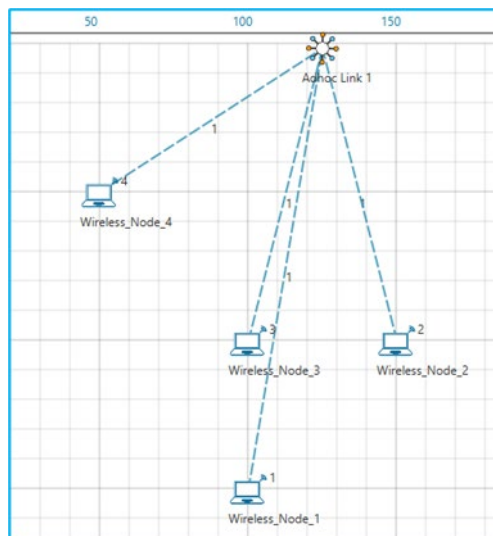 50 100 150
Adhoc Link 1
1
4
Wireless_Node_4
1
1
1
3
2
Wireless_Node_3
Wireless_Node_2
1
Wireless_Node_1